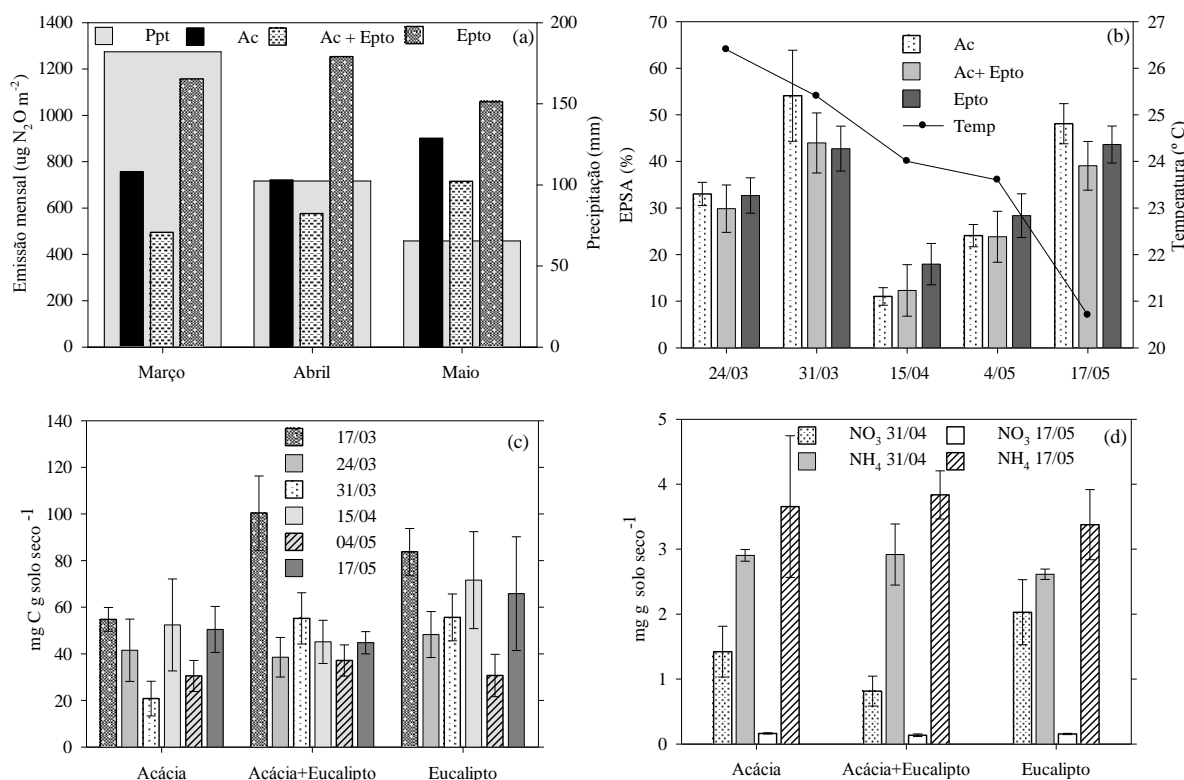 1400
1200
1000
800
600
400
200
0
Emissão mensal (ug N2O m-2)
Ppt
Ac
Ac + Epto
Epto
(a)
200
150
100
50
0
Precipitação (mm)
Março
Abril
Maio
70
60
50
40
30
20
10
0
EPSA (%)
Ac
Ac+ Epto
Epto
Temp
(b)
27
26
25
24
23
22
21
20
Temperatura (º C)
24/03
31/03
15/04
4/05
17/05
140
120
100
80
60
40
20
0
mg C g solo seco -1
(c)
17/03
24/03
31/03
15/04
04/05
17/05
Acácia
Acácia+Eucalipto
Eucalipto
5
4
3
2
1
0
mg g solo seco-1
(d)
NO3 31/04
NO3 17/05
NH4 31/04
NH4 17/05
Acácia
Acácia+Eucalipto
Eucalipto